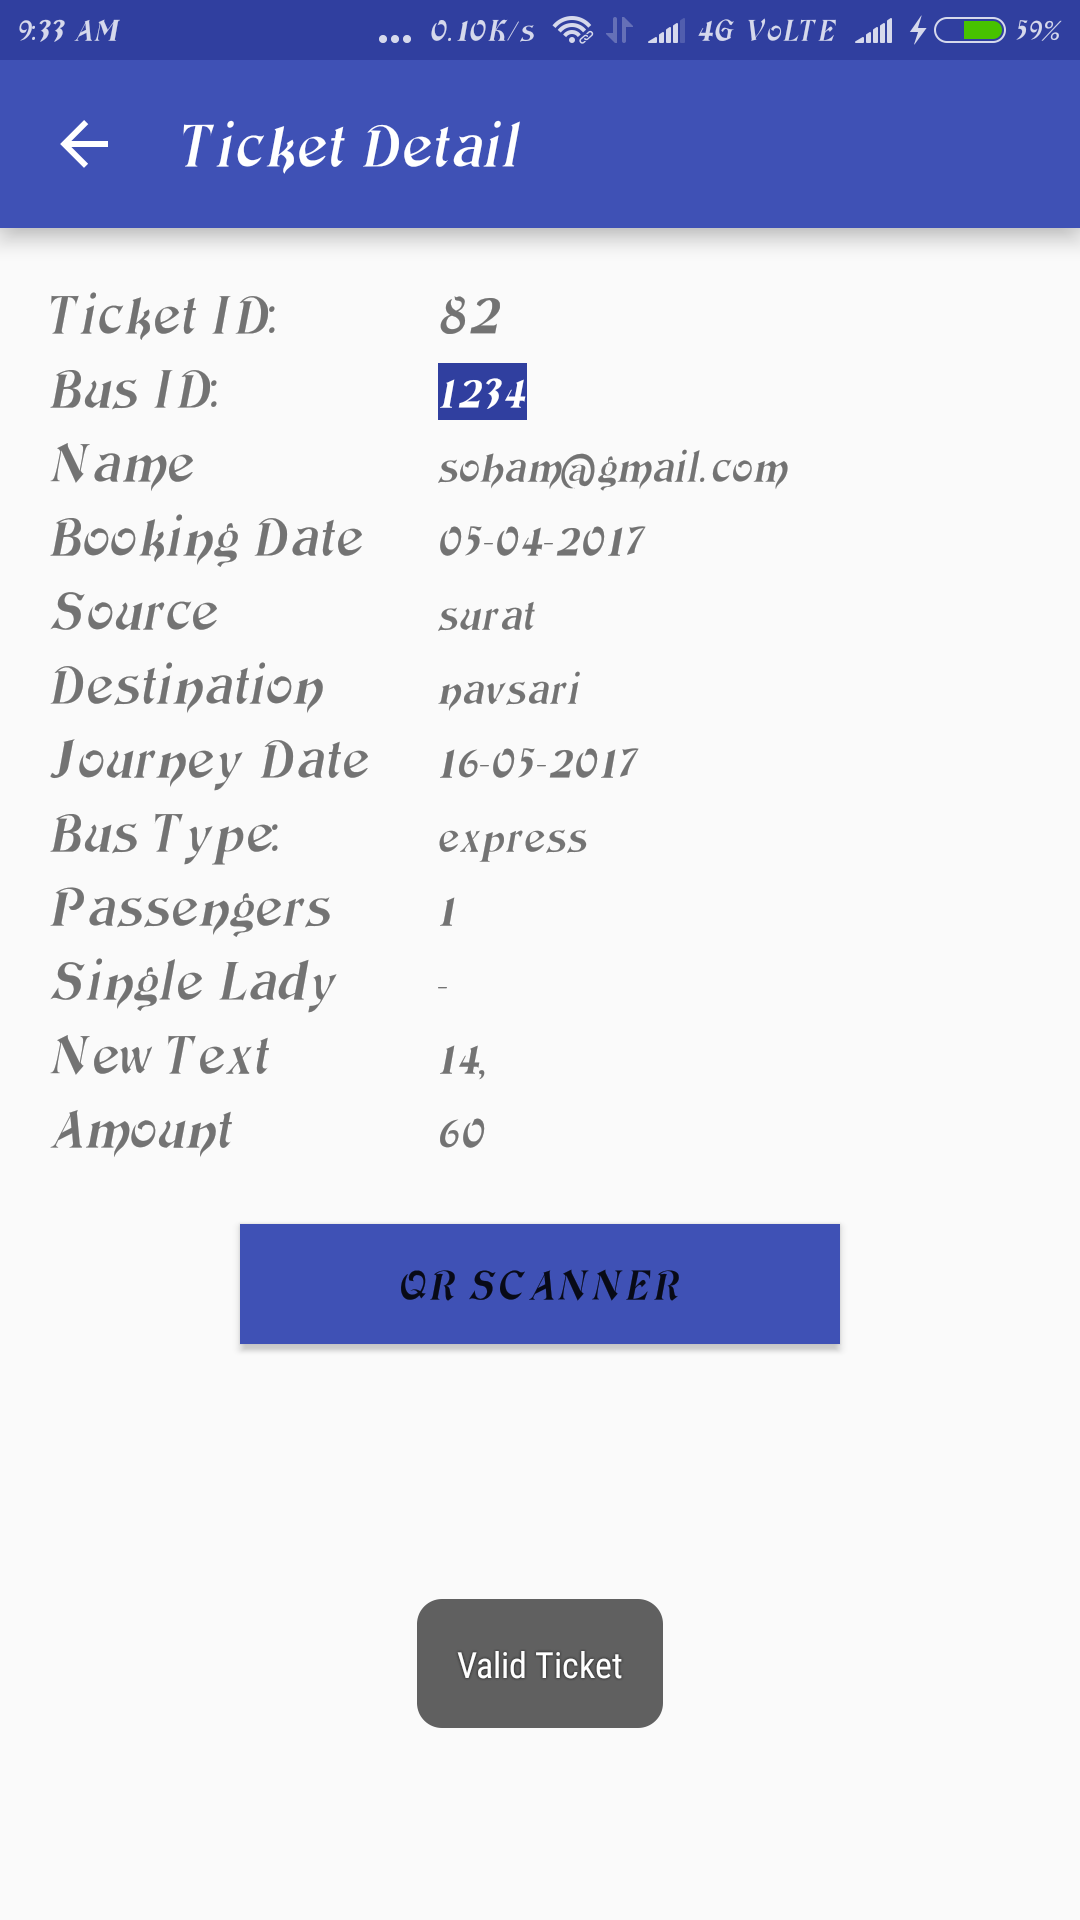 9:33 AM ... 0.10K/s 4G VoLTE 59%
Ticket Detail
Ticket ID: 82
Bus ID: 1234
Name soham@gmail.com
Booking Date 05-04-2017
Source surat
Destination navsari
Journey Date 16-05-2017
Bus Type: express
Passengers 1
Single Lady -
New Text 14,
Amount 60
QR SCANNER
Valid Ticket